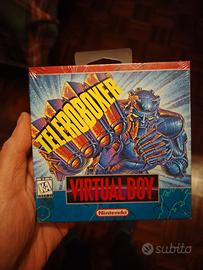 TELEROBOXER
VIRTUAL BOY
Nintendo
K-A
subito